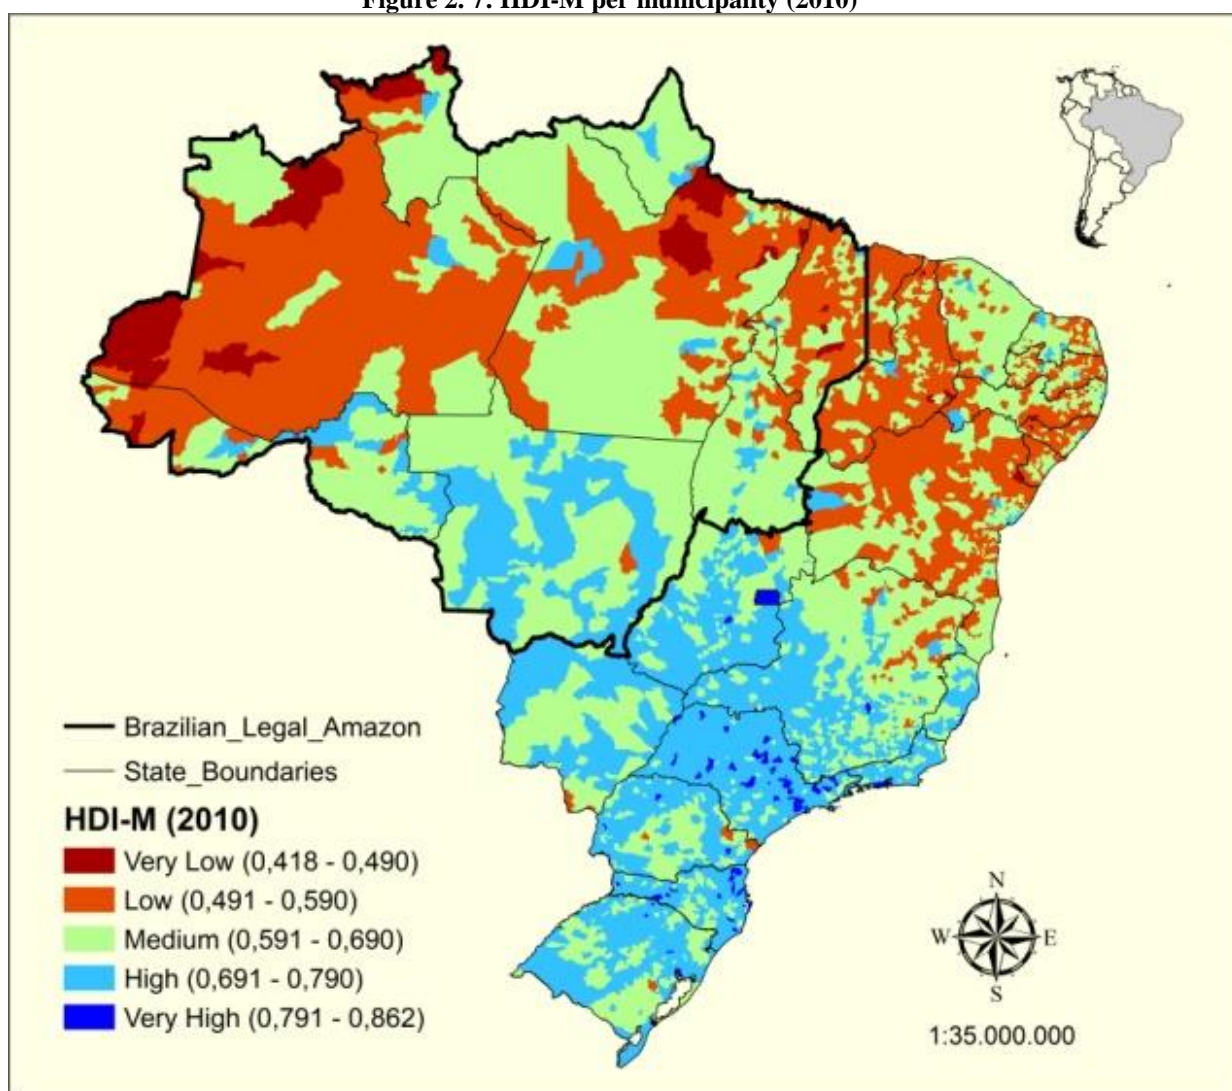 Figure 2. 7. HDI-M per municipality (2010)
Brazilian_Legal_Amazon
State_Boundaries
HDI-M (2010)
Very Low (0,418 - 0,490)
Low (0,491 - 0,590)
Medium (0,591 - 0,690)
High (0,691 - 0,790)
Very High (0,791 - 0,862)
N
W E
S
1:35.000.000